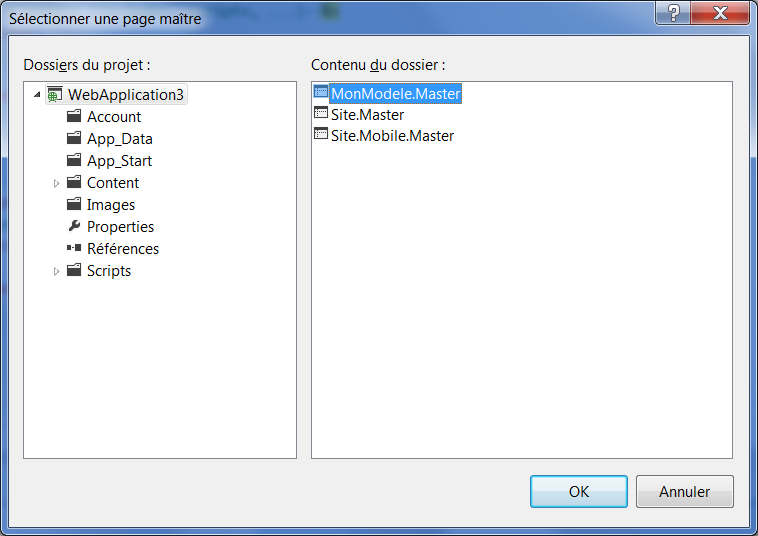 Sélectionner une page maître
Dossiers du projet :
Contenu du dossier :
WebApplication3
Account
App_Data
App_Start
Content
Images
Properties
Références
Scripts
MonModele.Master
Site.Master
Site.Mobile.Master
OK
Annuler